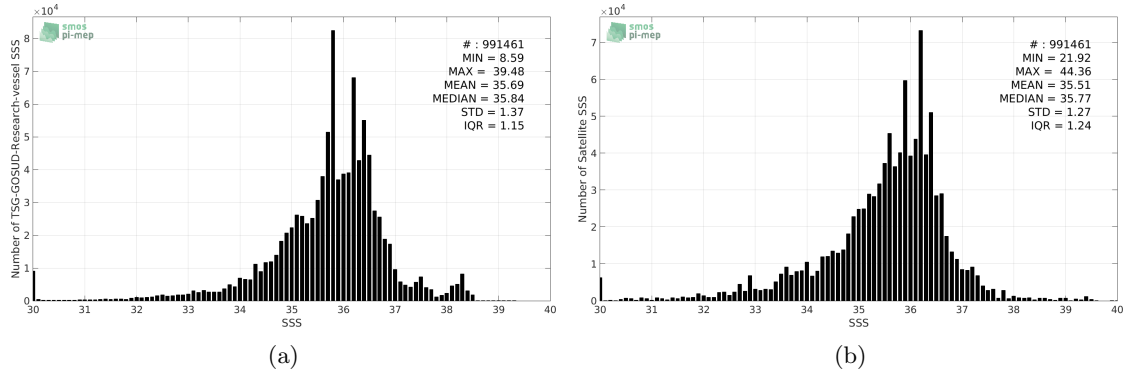 ×10⁴
smos
pi-mep
# : 991461
MIN = 8.59
MAX = 39.48
MEAN = 35.69
MEDIAN = 35.84
STD = 1.37
IQR = 1.15
Number of TSG-GOSUD-Research-vessel SSS
8
7
6
5
4
3
2
1
0
30 31 32 33 34 35 36 37 38 39 40
SSS
(a)
×10⁴
smos
pi-mep
# : 991461
MIN = 21.92
MAX = 44.36
MEAN = 35.51
MEDIAN = 35.77
STD = 1.27
IQR = 1.24
Number of Satellite SSS
7
6
5
4
3
2
1
0
30 31 32 33 34 35 36 37 38 39 40
SSS
(b)